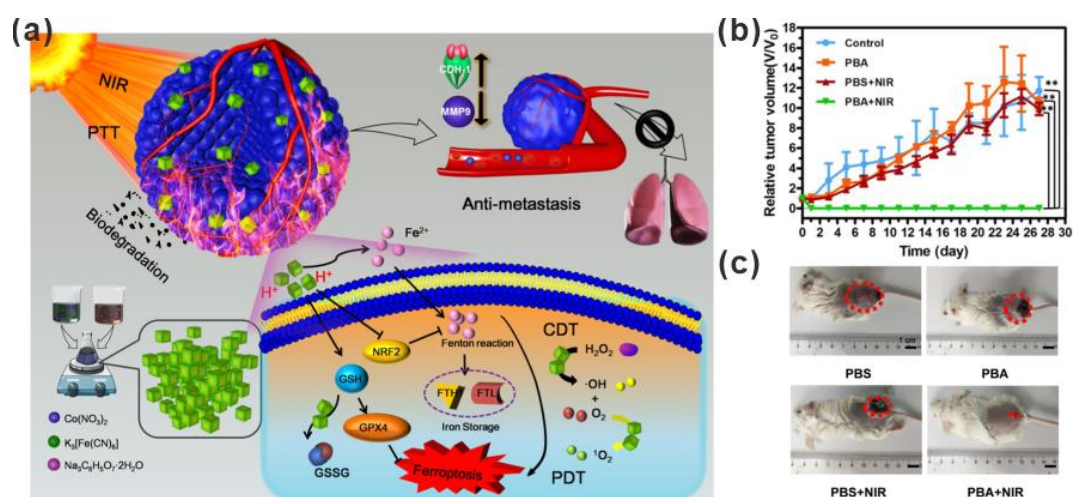 (a)
NIR
PTT
Biodegradation
CDH-1
MMP9
Anti-metastasis
Fe²⁺
H⁺
H⁺
NRF2
Fenton reaction
GSH
FTH1
FTL
Iron Storage
GPX4
GSSG
Ferroptosis
CDT
H₂O₂
·OH
+
O₂
¹O₂
PDT
Co(NO₃)₂
K₃[Fe(CN)₆]
Na₃C₆H₅O₇·2H₂O
(b)
Relative tumor volume(V/V₀)
18
16
14
12
10
8
6
4
2
0
Control
PBA
PBS+NIR
PBA+NIR
**
**
**
0 2 4 6 8 10 12 14 16 18 20 22 24 26 28 30
Time (day)
(c)
1 cm
PBS
PBA
PBS+NIR
PBA+NIR